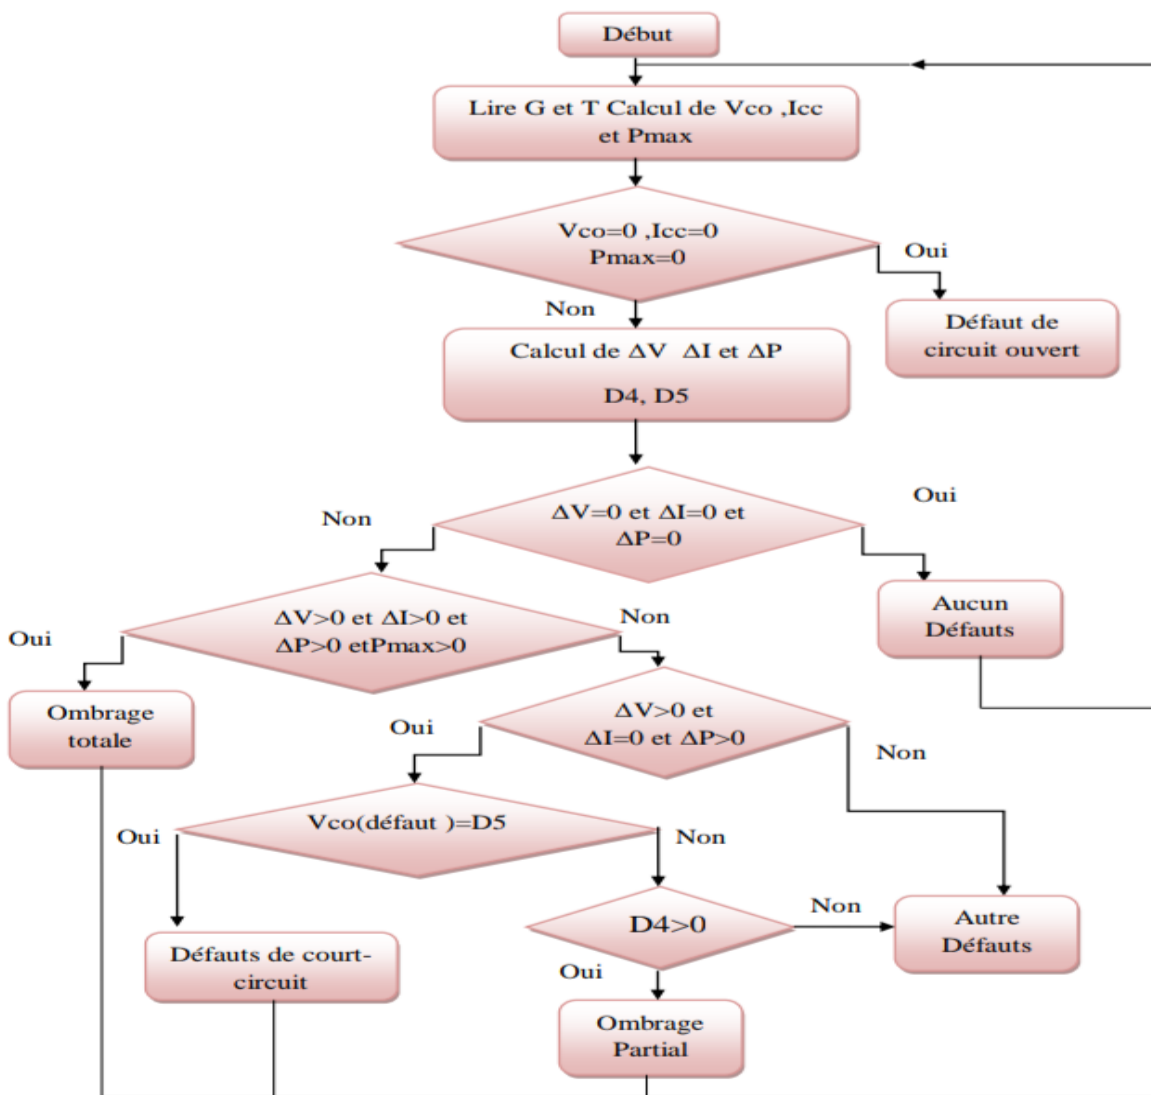 Début
Lire G et T Calcul de Vco ,Icc
et Pmax
Vco=0 ,Icc=0
Pmax=0
Oui
Non
Défaut de
circuit ouvert
Calcul de ΔV ΔI et ΔP
D4, D5
Oui
Non
ΔV=0 et ΔI=0 et
ΔP=0
Aucun
Défauts
ΔV>0 et ΔI>0 et
ΔP>0 etPmax>0
Non
Oui
Ombrage
totale
ΔV>0 et
ΔI=0 et ΔP>0
Oui
Non
Vco(défaut )=D5
Oui
Non
D4>0
Non
Autre
Défauts
Défauts de court-
circuit
Oui
Ombrage
Partial